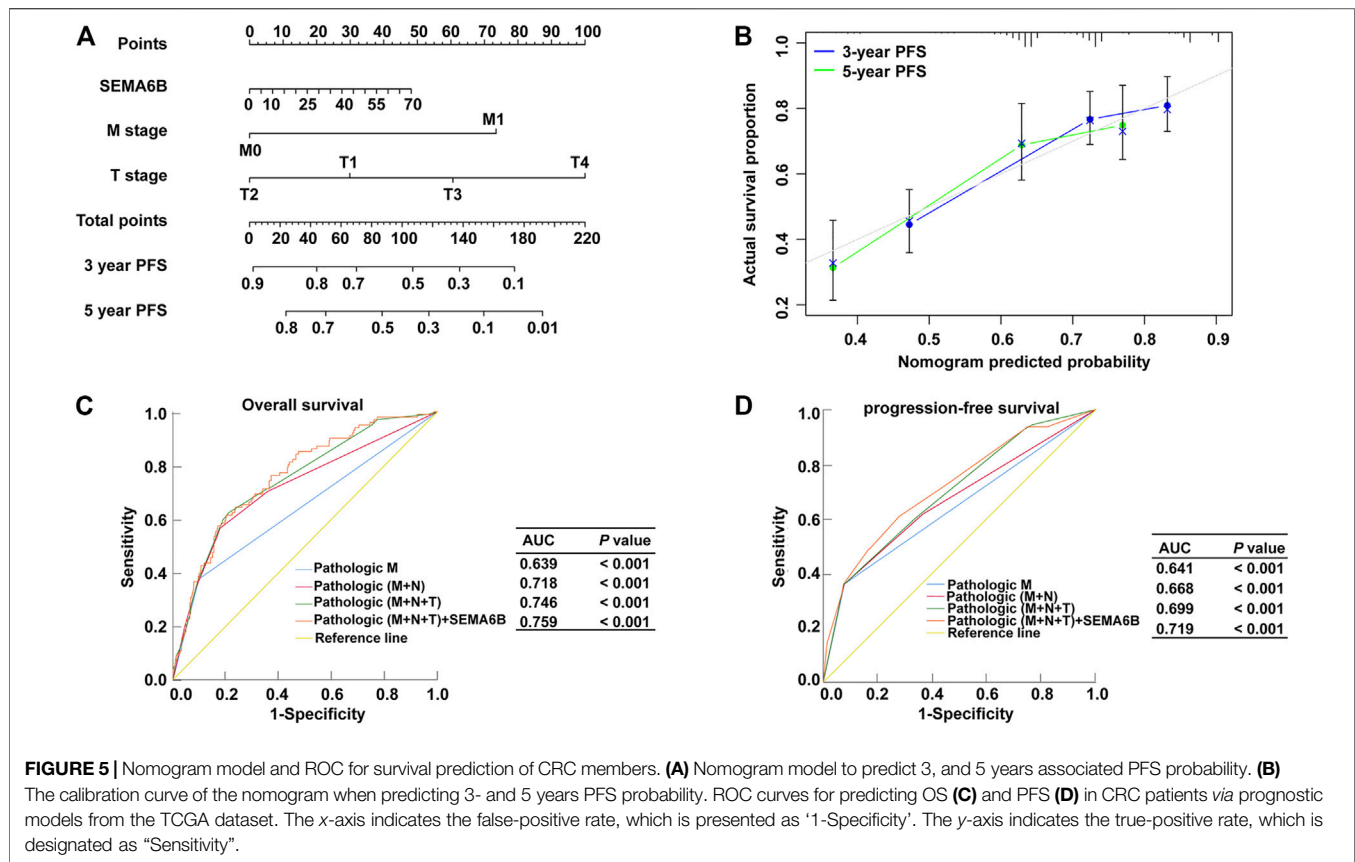 A
Points
0 10 20 30 40 50 60 70 80 90 100
SEMA6B
0 10 25 40 55 70
M stage
M0 M1
T stage
T1 T4
T2 T3
Total points
0 20 40 60 80 100 140 180 220
3 year PFS
0.9 0.8 0.7 0.5 0.3 0.1
5 year PFS
0.8 0.7 0.5 0.3 0.1 0.01
B
3-year PFS
5-year PFS
Actual survival proportion
1.0
0.8
0.6
0.4
0.2
0.4 0.5 0.6 0.7 0.8 0.9
Nomogram predicted probability
C
Overall survival
Sensitivity
1.0
0.8
0.6
0.4
0.2
0.0
0.0 0.2 0.4 0.6 0.8 1.0
1-Specificity
Pathologic M
Pathologic (M+N)
Pathologic (M+N+T)
Pathologic (M+N+T)+SEMA6B
Reference line
AUC P value
0.639 < 0.001
0.718 < 0.001
0.746 < 0.001
0.759 < 0.001
D
progression-free survival
Sensitivity
1.0
0.8
0.6
0.4
0.2
0.0
0.0 0.2 0.4 0.6 0.8 1.0
1-Specificity
Pathologic M
Pathologic (M+N)
Pathologic (M+N+T)
Pathologic (M+N+T)+SEMA6B
Reference line
AUC P value
0.641 < 0.001
0.668 < 0.001
0.699 < 0.001
0.719 < 0.001
FIGURE 5 | Nomogram model and ROC for survival prediction of CRC members. (A) Nomogram model to predict 3, and 5 years associated PFS probability. (B)
The calibration curve of the nomogram when predicting 3- and 5 years PFS probability. ROC curves for predicting OS (C) and PFS (D) in CRC patients via prognostic
models from the TCGA dataset. The x-axis indicates the false-positive rate, which is presented as ‘1-Specificity’. The y-axis indicates the true-positive rate, which is
designated as “Sensitivity”.